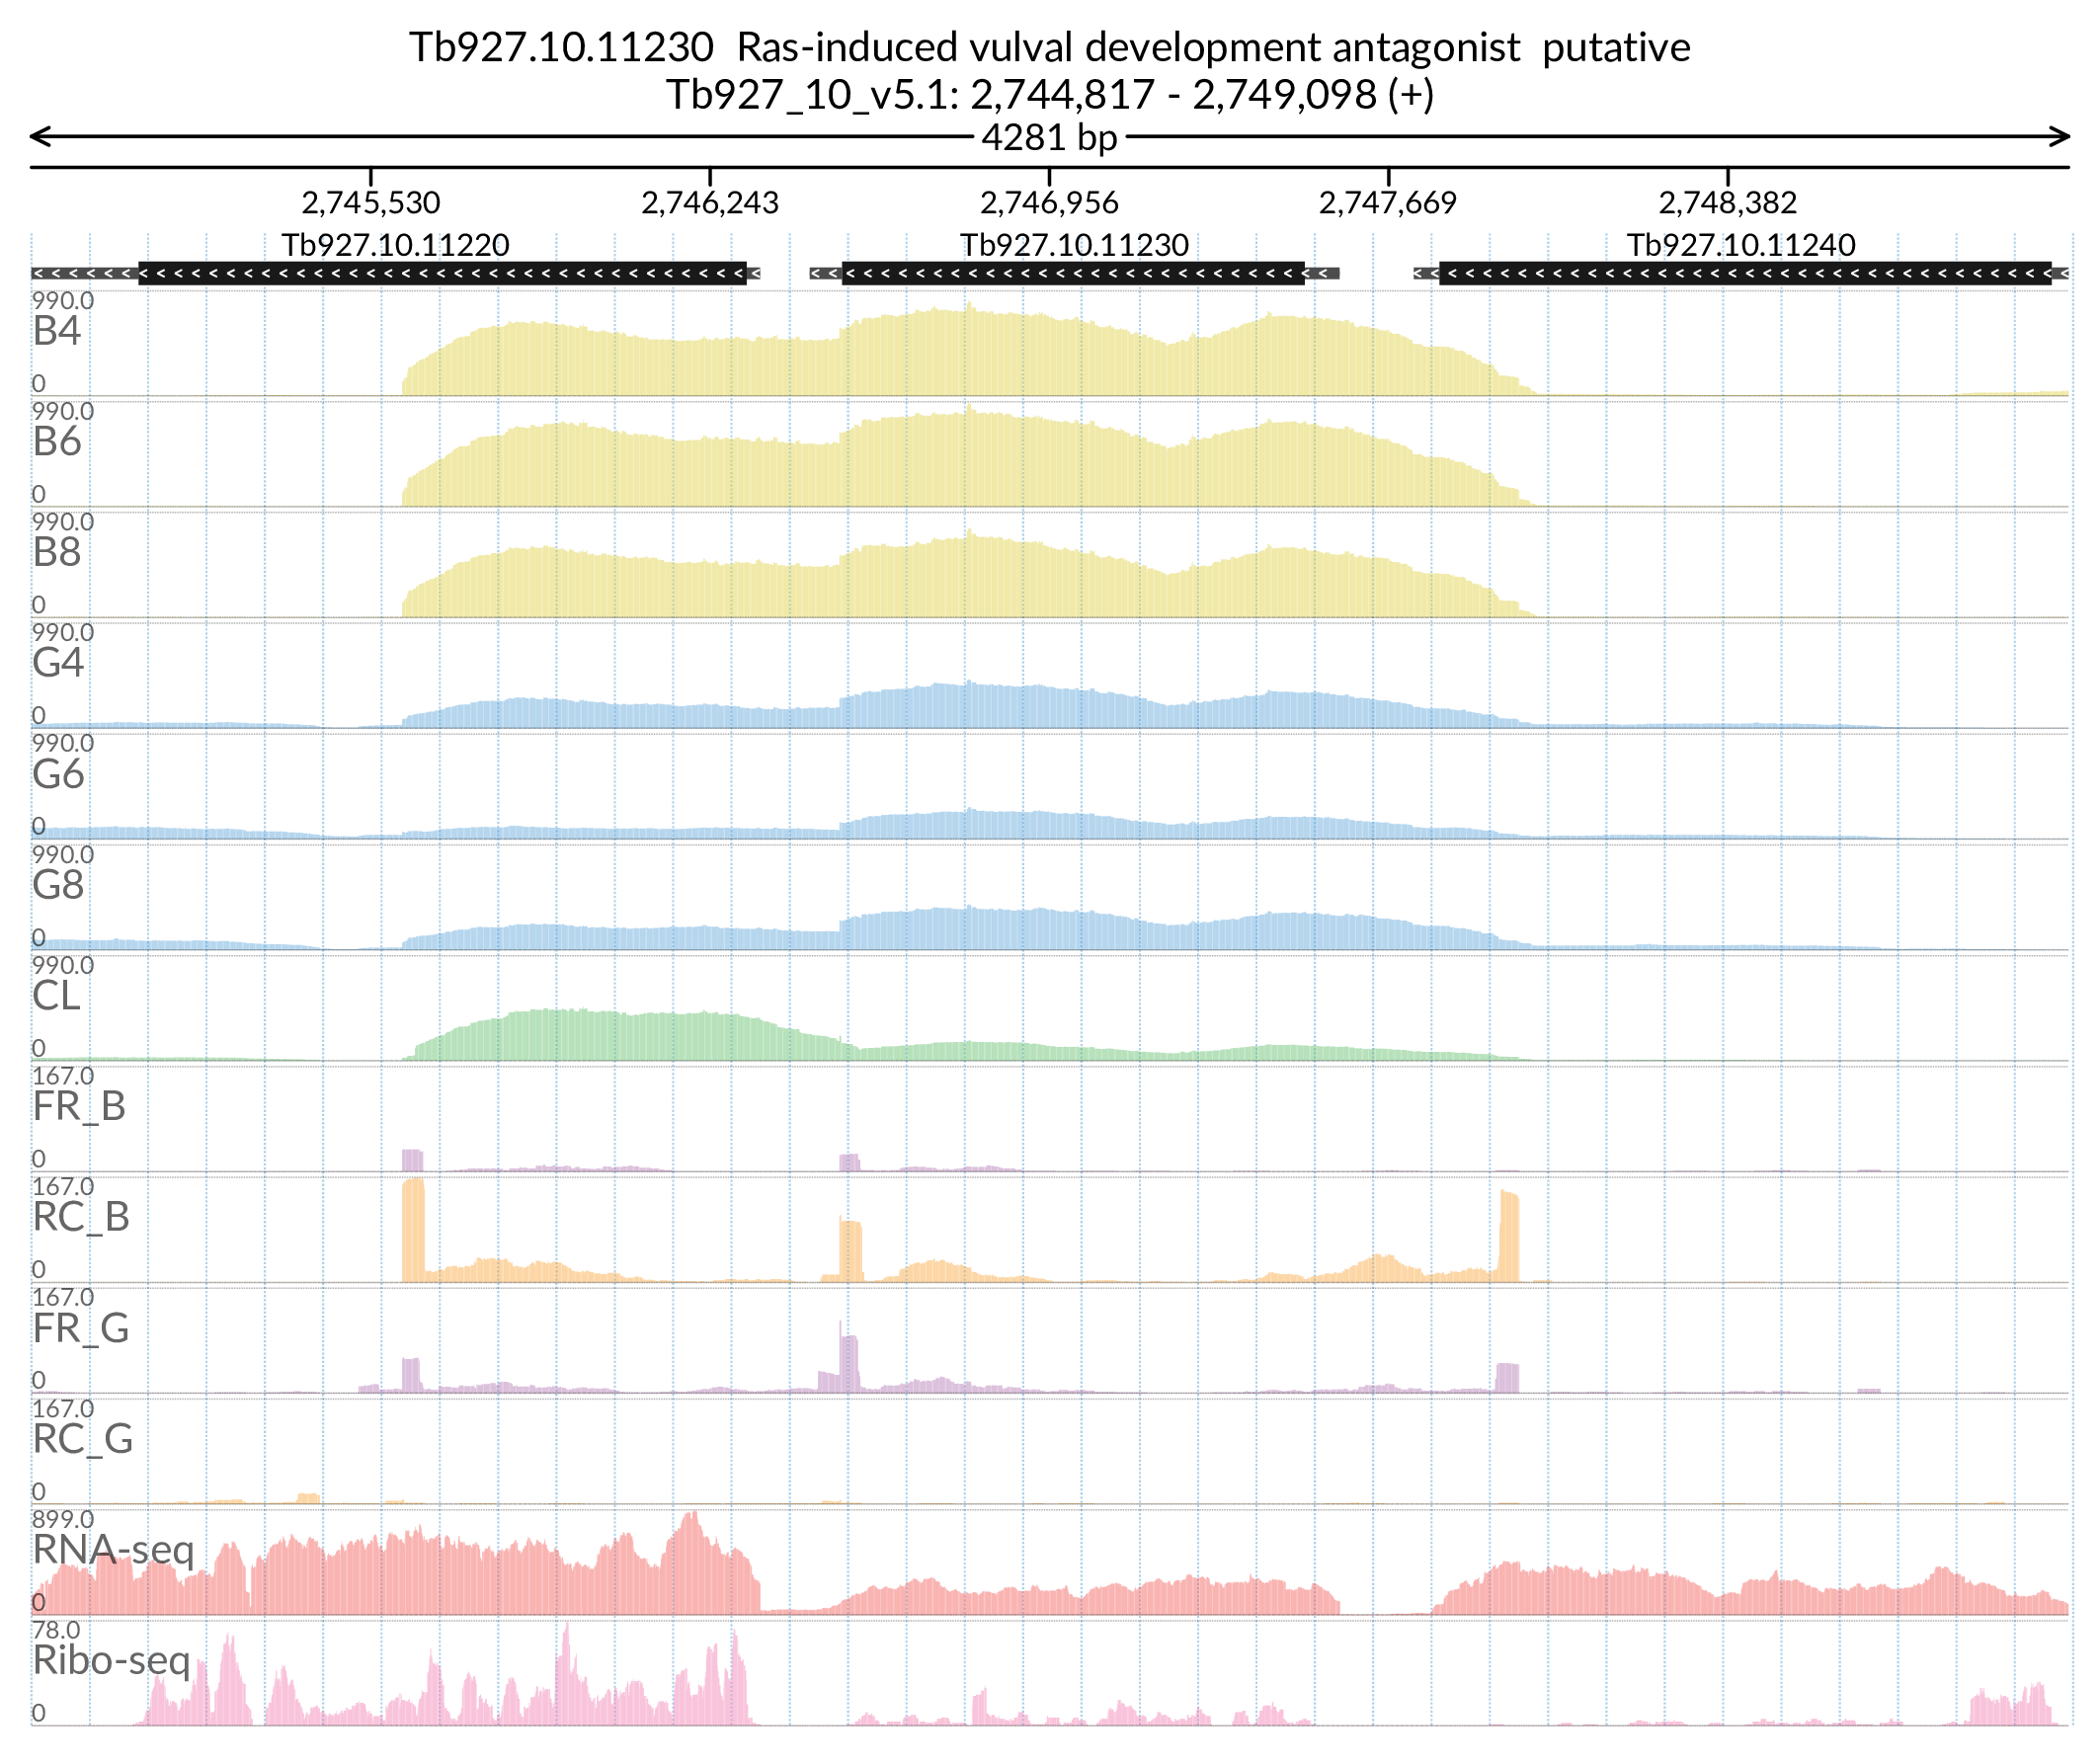 Tb927.10.11230 Ras-induced vulval development antagonist putative
Tb927_10_v5.1: 2,744,817 - 2,749,098 (+)
4281 bp
2,745,530 2,746,243 2,746,956 2,747,669 2,748,382
Tb927.10.11220 Tb927.10.11230 Tb927.10.11240
990.0
B4
0
990.0
B6
0
990.0
B8
0
990.0
G4
0
990.0
G6
0
990.0
G8
0
990.0
CL
0
167.0
FR_B
0
167.0
RC_B
0
167.0
FR_G
0
167.0
RC_G
0
899.0
RNA-seq
0
78.0
Ribo-seq
0